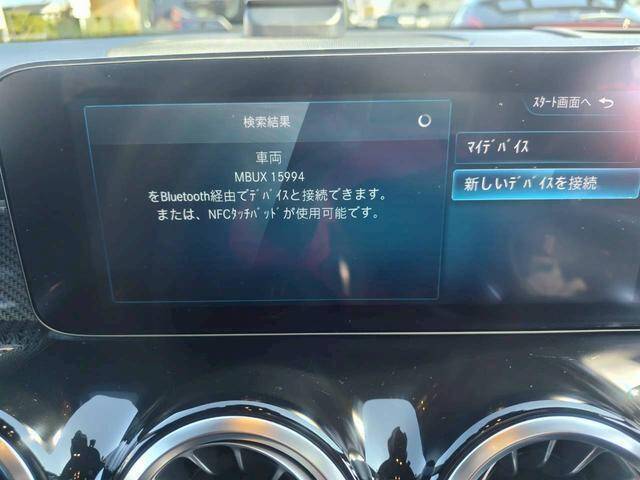 スタート画面へ
検索結果
車両
MBUX 15994
をBluetooth経由でデバイスと接続できます。
または、NFCタッチパッドが使用可能です。
マイデバイス
新しいデバイスを接続